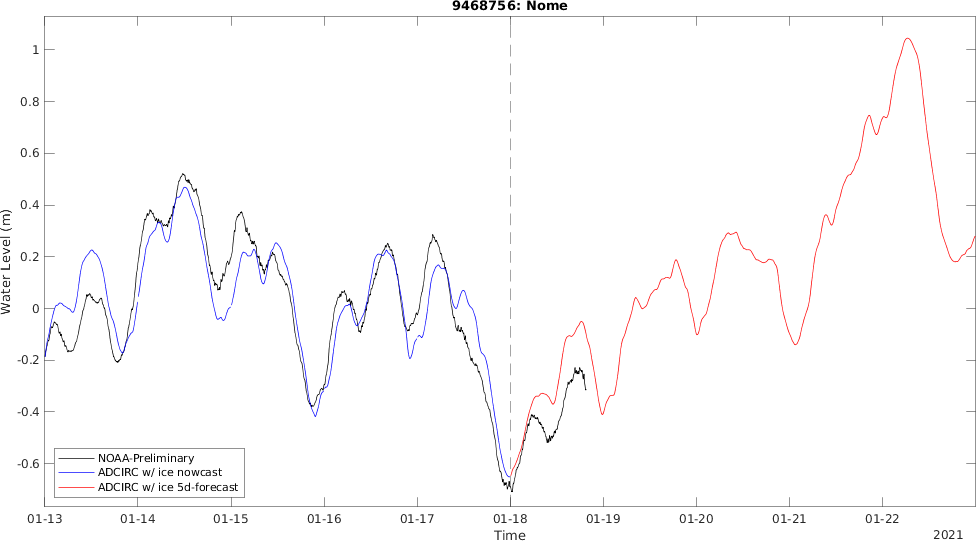 9468756: Nome
Water Level (m)
1
0.8
0.6
0.4
0.2
0
-0.2
-0.4
-0.6
NOAA-Preliminary
ADCIRC w/ ice nowcast
ADCIRC w/ ice 5d-forecast
01-13 01-14 01-15 01-16 01-17 01-18 01-19 01-20 01-21 01-22
Time
2021